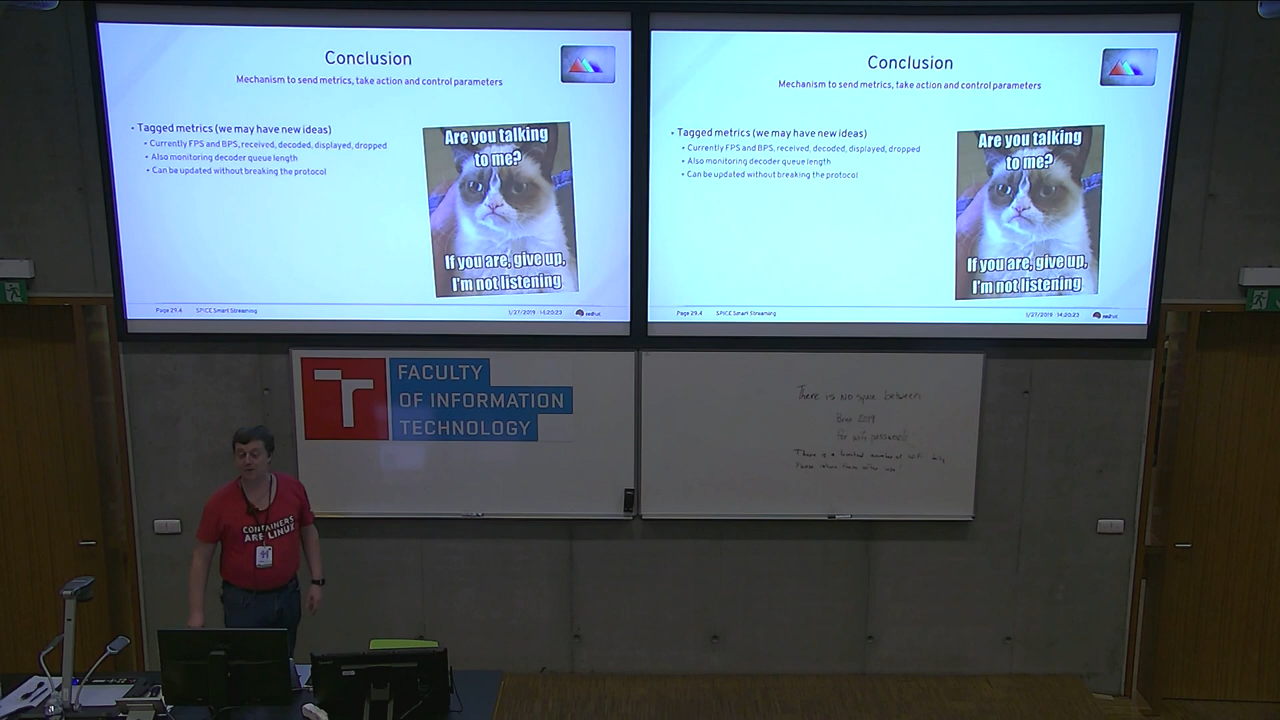 Conclusion
Mechanism to send metrics, take action and control parameters
• Tagged metrics (we may have new ideas)
• Currently FPS and BPS, received, decoded, displayed, dropped
• Also monitoring decoder queue length
• Can be updated without breaking the protocol
Are you talking
to me?
If you are, give up,
I'm not listening
Page 29.4 SPICE Smart Streaming 1/27/2019 14:20:23 redhat
Conclusion
Mechanism to send metrics, take action and control parameters
• Tagged metrics (we may have new ideas)
• Currently FPS and BPS, received, decoded, displayed, dropped
• Also monitoring decoder queue length
• Can be updated without breaking the protocol
Are you talking
to me?
If you are, give up,
I'm not listening
Page 29.4 SPICE Smart Streaming 1/27/2019 14:20:23 redhat
T
FACULTY
OF INFORMATION
TECHNOLOGY
There is NO space between
2019
for
There is a limited number of
CONTAINERS
ARE LINUX